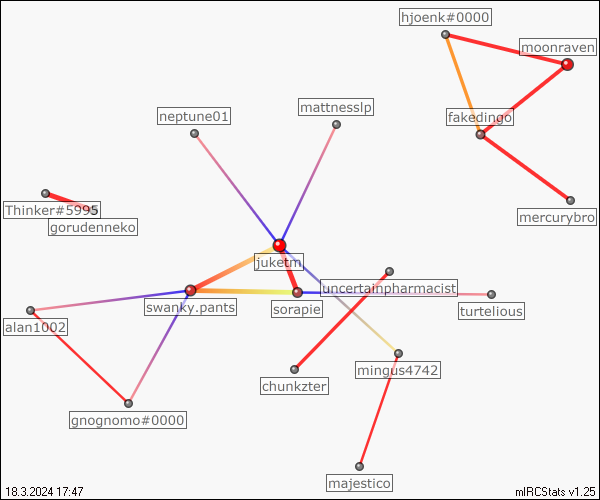 hjoenk#0000
moonraven
neptune01
mattnesslp
fakedingo
Thinker#5995
mercurybro
gorudenneko
juketm
uncertainpharmacist
swanky.pants
sorapie
turtelious
alan1002
mingus4742
chunkzter
gnognomo#0000
majestico
18.3.2024 17:47
mIRCStats v1.25